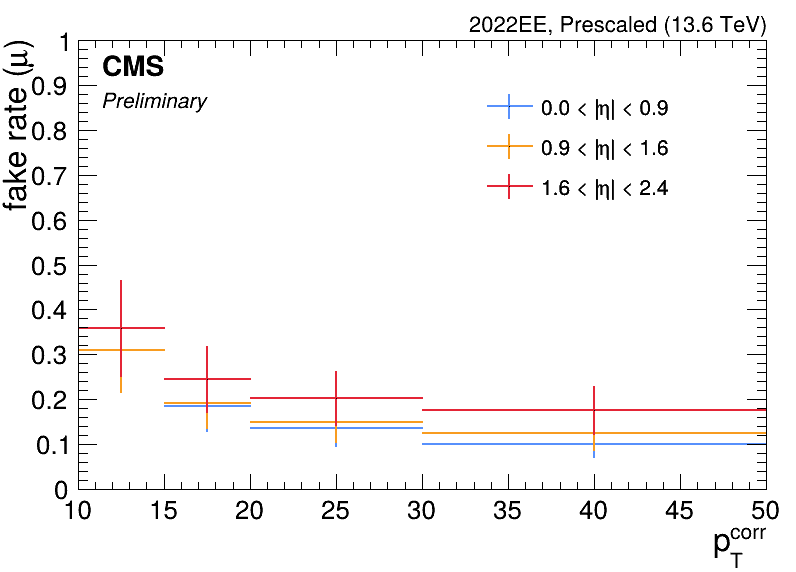 2022EE, Prescaled (13.6 TeV)
CMS
Preliminary
fake rate (μ)
0.0 < |η| < 0.9
0.9 < |η| < 1.6
1.6 < |η| < 2.4
1
0.9
0.8
0.7
0.6
0.5
0.4
0.3
0.2
0.1
0
10 15 20 25 30 35 40 45 50
p_T^corr